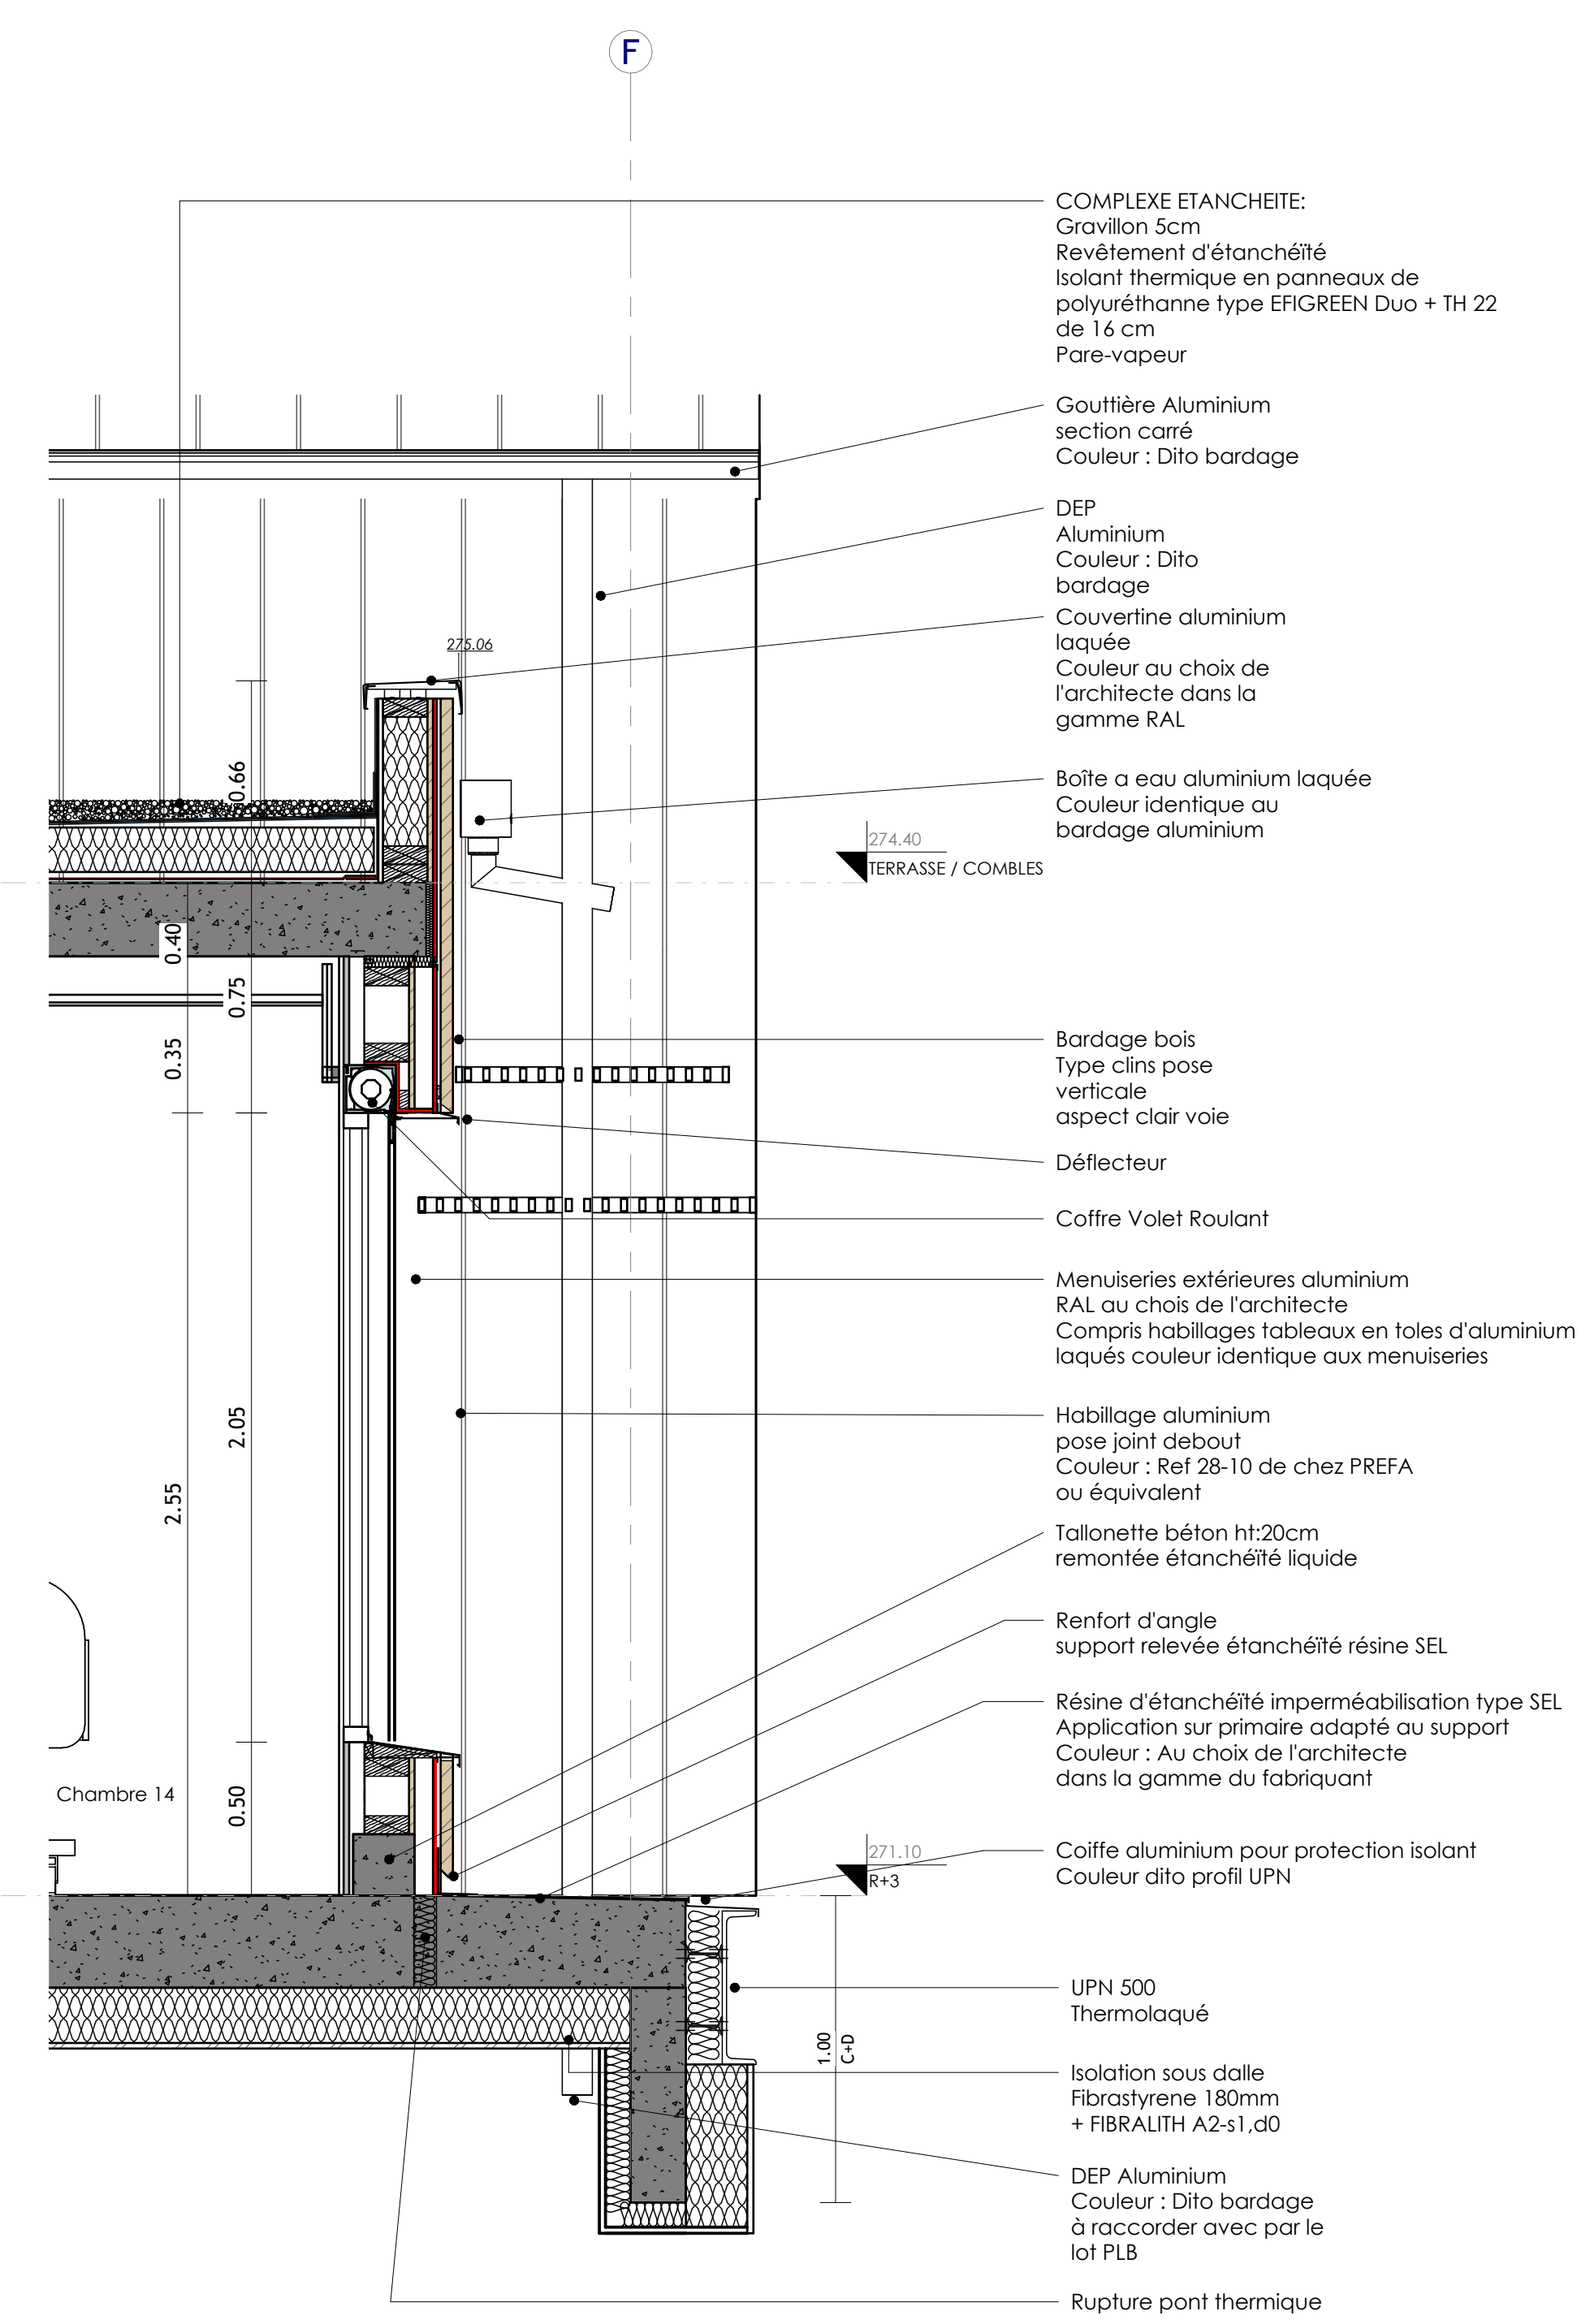 F
COMPLEXE ETANCHEITE:
Gravillon 5cm
Revêtement d'étanchéïté
Isolant thermique en panneaux de
polyuréthanne type EFIGREEN Duo + TH 22
de 16 cm
Pare-vapeur
Gouttière Aluminium
section carré
Couleur : Dito bardage
DEP
Aluminium
Couleur : Dito
bardage
Couvertine aluminium
laquée
Couleur au choix de
l'architecte dans la
gamme RAL
275.06
0.66
Boîte a eau aluminium laquée
Couleur identique au
bardage aluminium
274.40
TERRASSE / COMBLES
0.40
0.75
0.35
Bardage bois
Type clins pose
verticale
aspect clair voie
Déflecteur
Coffre Volet Roulant
Menuiseries extérieures aluminium
RAL au chois de l'architecte
Compris habillages tableaux en toles d'aluminium
laqués couleur identique aux menuiseries
2.05
2.55
Habillage aluminium
pose joint debout
Couleur : Ref 28-10 de chez PREFA
ou équivalent
Tallonette béton ht:20cm
remontée étanchéïté liquide
Renfort d'angle
support relevée étanchéïté résine SEL
Résine d'étanchéïté imperméabilisation type SEL
Application sur primaire adapté au support
Couleur : Au choix de l'architecte
dans la gamme du fabriquant
Chambre 14
0.50
271.10
R+3
Coiffe aluminium pour protection isolant
Couleur dito profil UPN
UPN 500
Thermolaqué
1.00
C+D
Isolation sous dalle
Fibrastyrene 180mm
+ FIBRALITH A2-s1,d0
DEP Aluminium
Couleur : Dito bardage
à raccorder avec par le
lot PLB
Rupture pont thermique